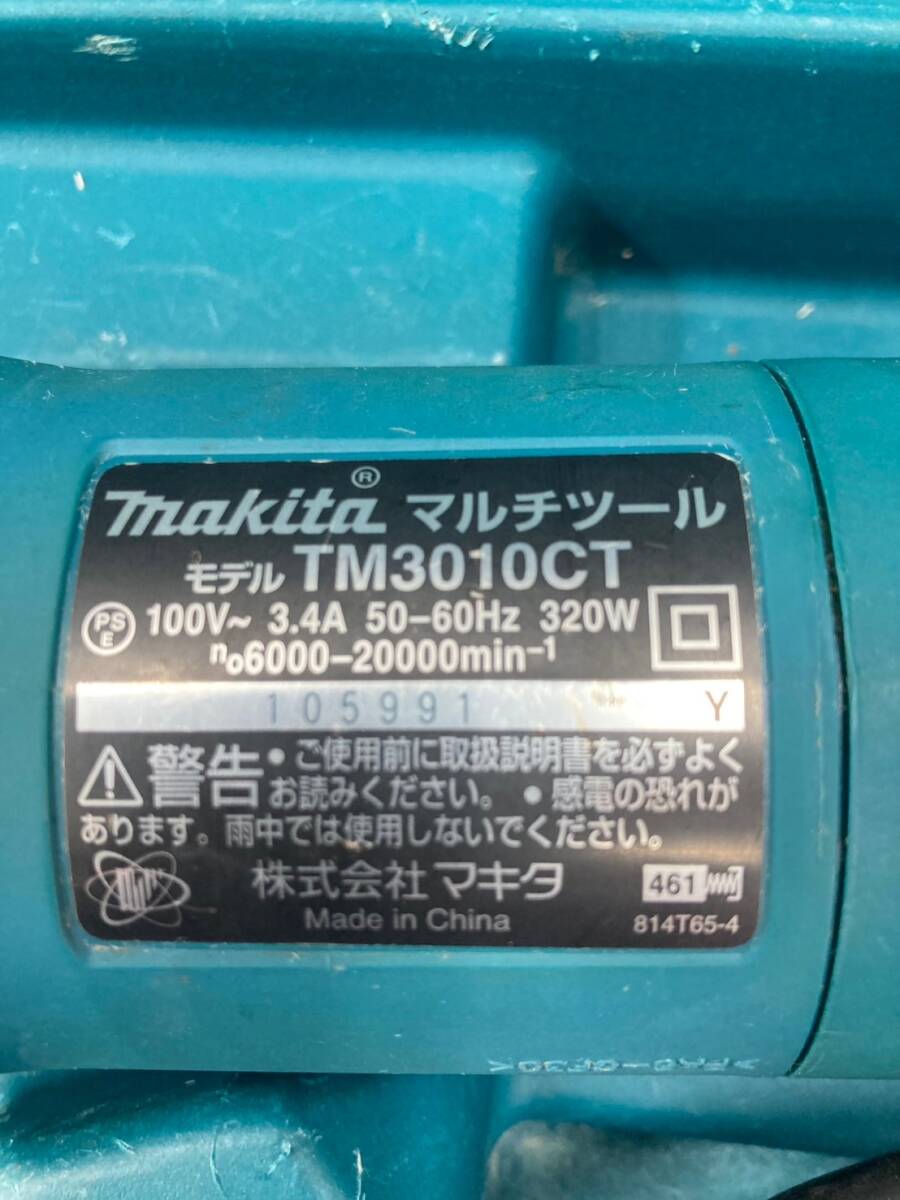 makita® マルチツール
モデル TM3010CT
PSE 100V~ 3.4A 50-60Hz 320W
n₀6000-20000min⁻¹
105991 Y
警告 ・ご使用前に取扱説明書を必ずよく
お読みください。・感電の恐れが
あります。雨中では使用しないでください。
株式会社マキタ 461
Made in China 814T65-4
>PA6-GF30<